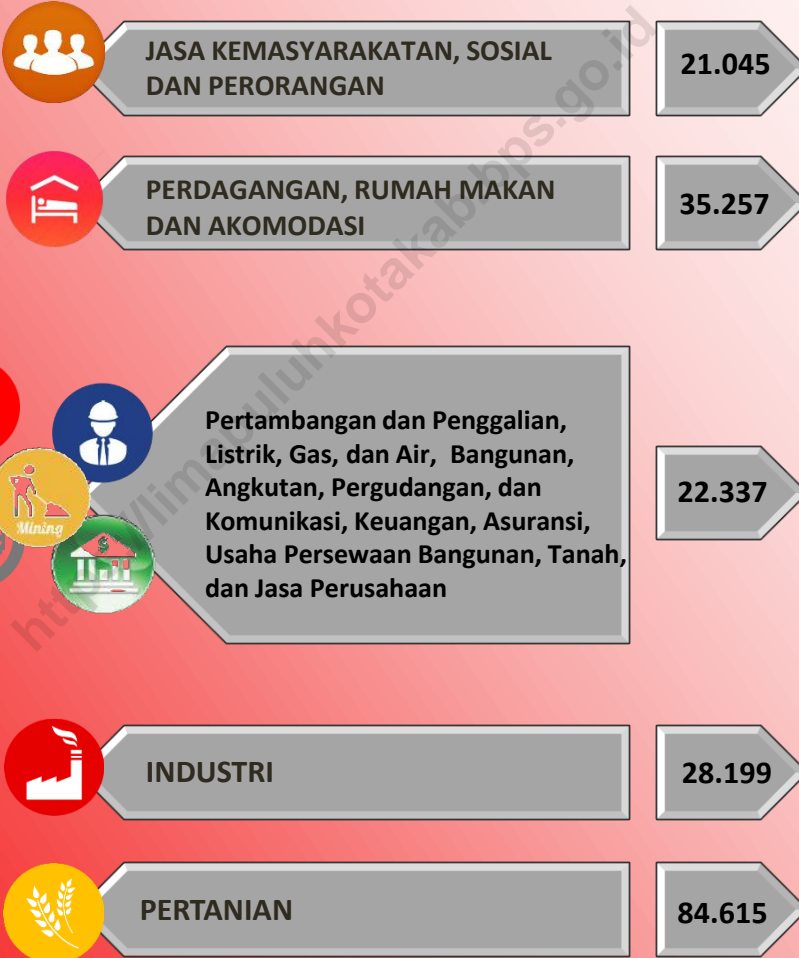 JASA KEMASYARAKATAN, SOSIAL
DAN PERORANGAN
21.045
PERDAGANGAN, RUMAH MAKAN
DAN AKOMODASI
35.257
Pertambangan dan Penggalian,
Listrik, Gas, dan Air, Bangunan,
Angkutan, Pergudangan, dan
Komunikasi, Keuangan, Asuransi,
Usaha Persewaan Bangunan, Tanah,
dan Jasa Perusahaan
22.337
Mining
$
INDUSTRI
28.199
PERTANIAN
84.615